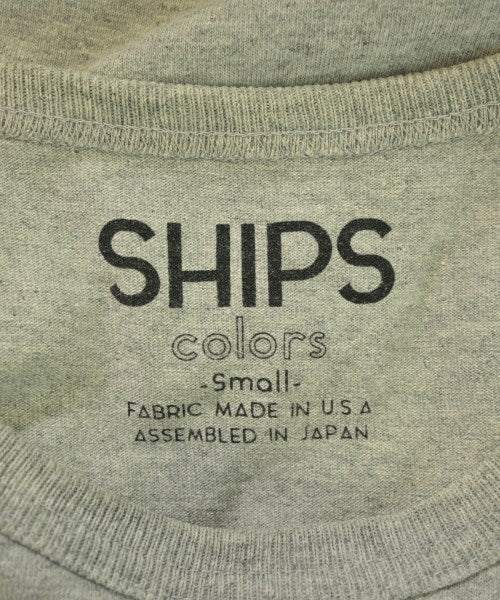 SHIPS
colors
-Small-
FABRIC MADE IN U.S.A
ASSEMBLED IN JAPAN